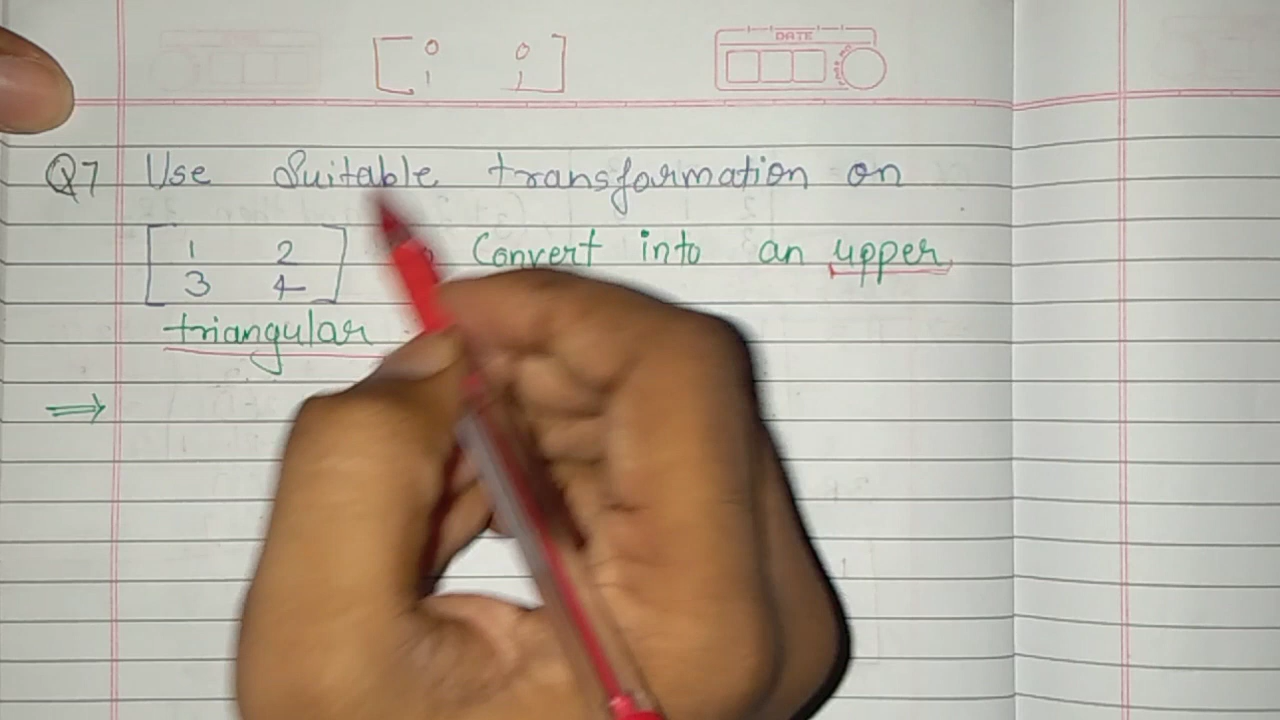 0 0
1 1
DATE
Q7 Use Suitable transformation on
1 2 Convert into an upper
3 4
triangular